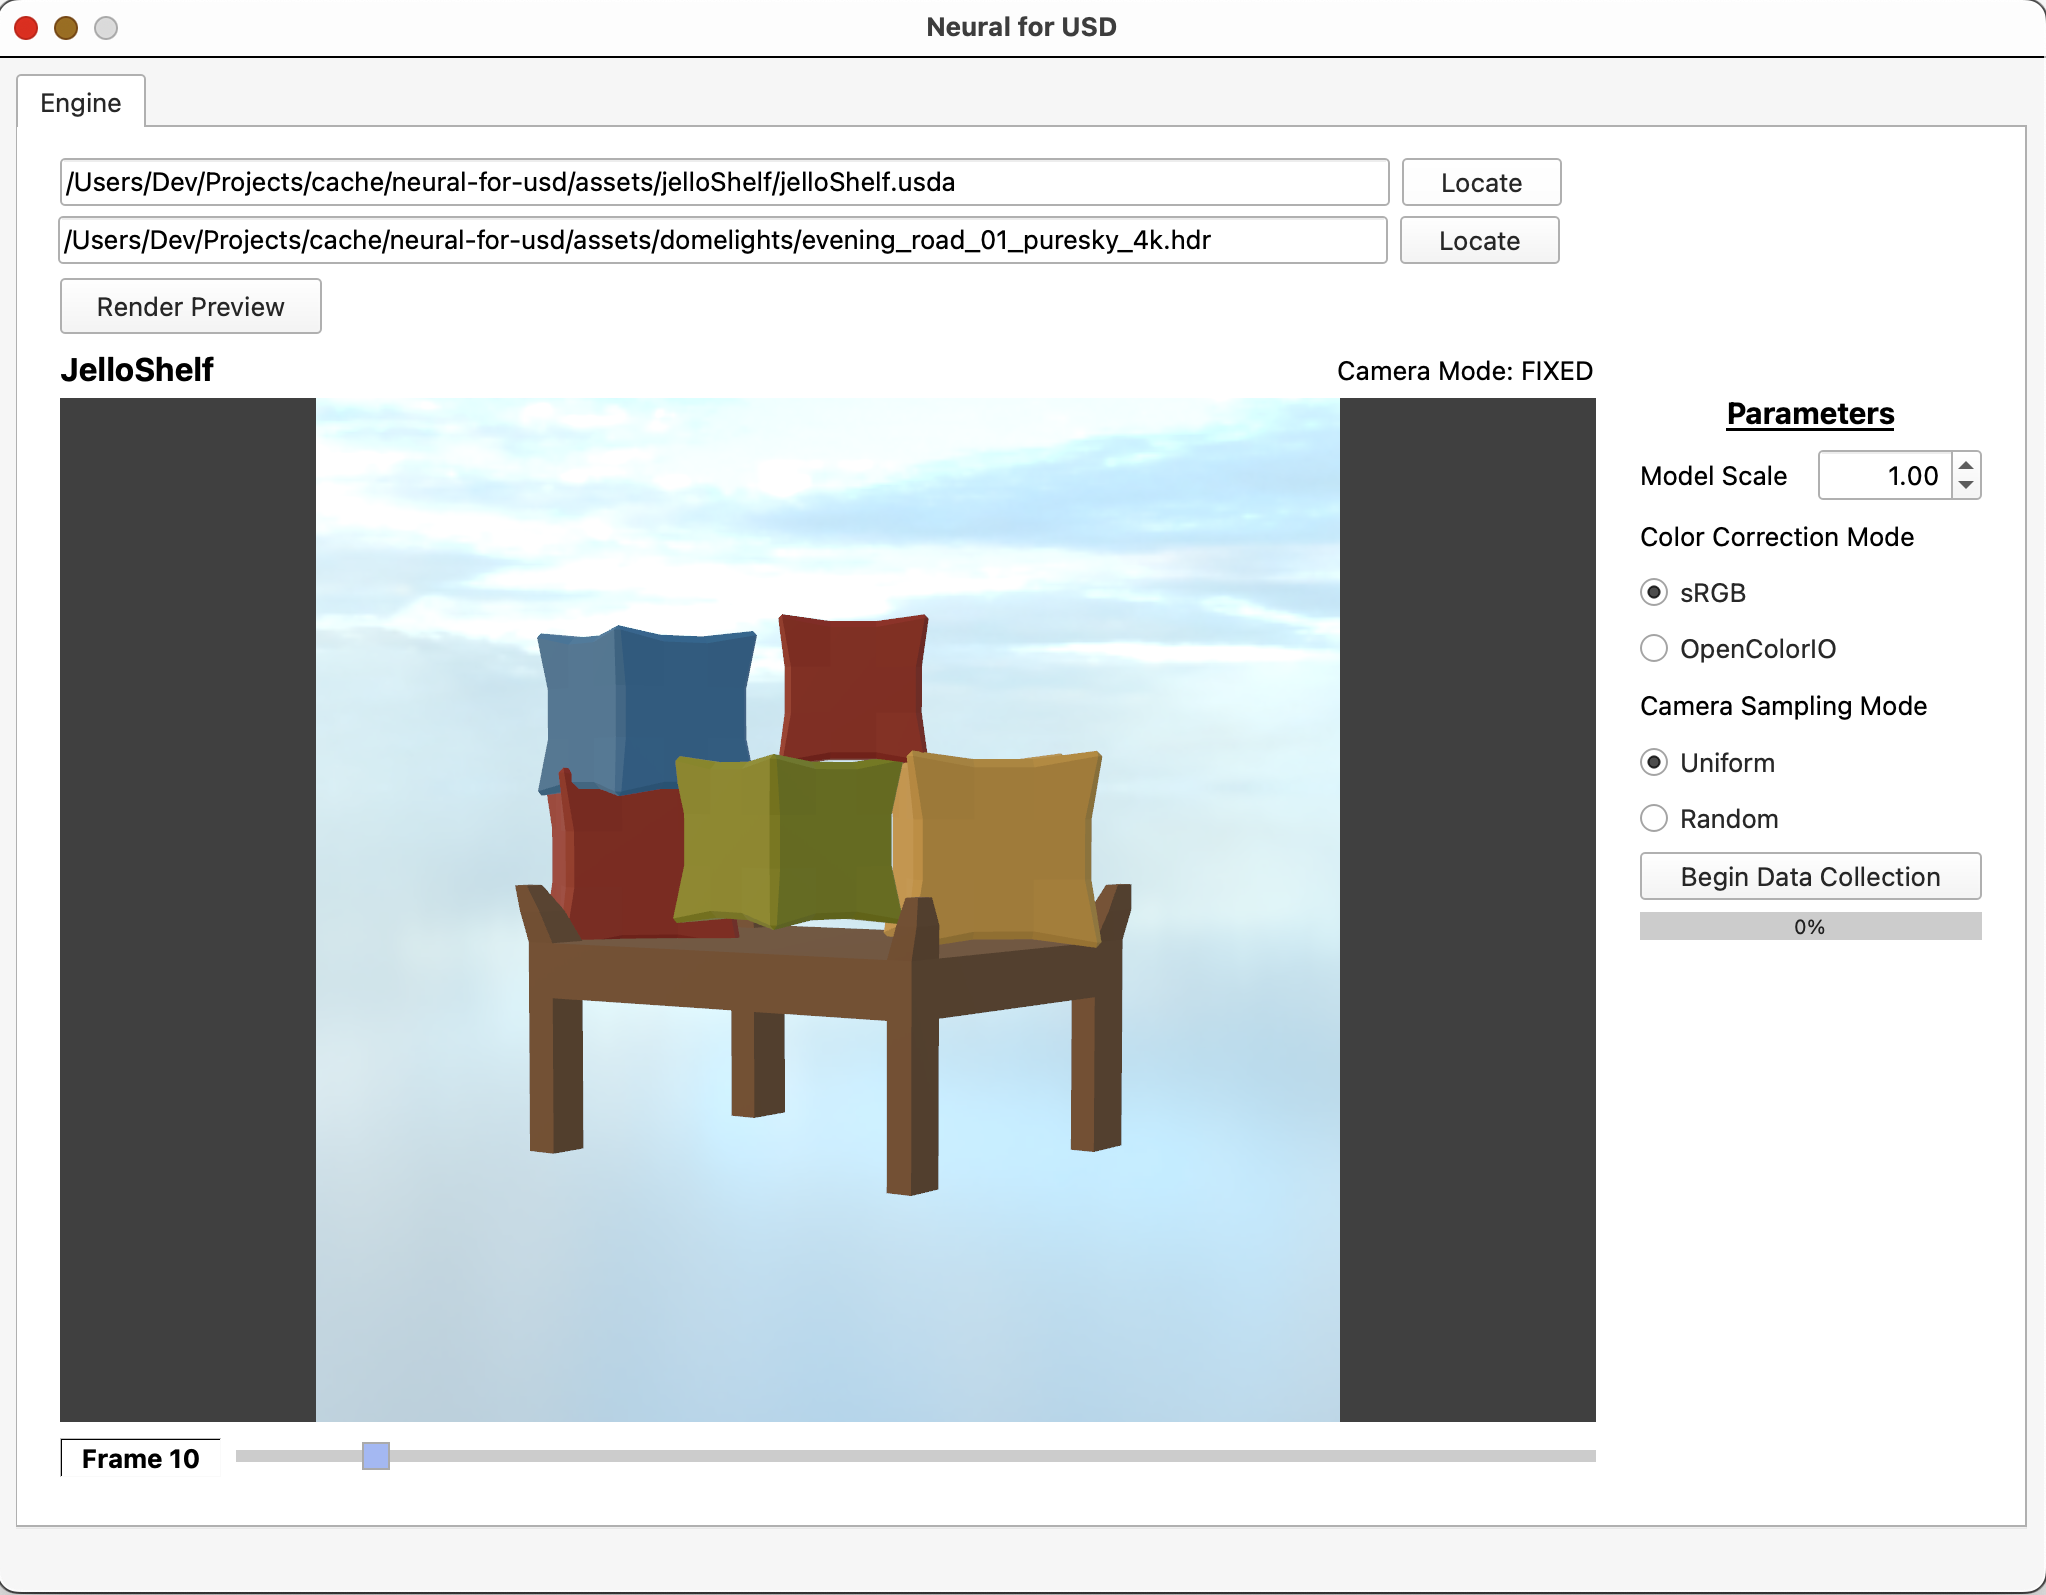 Neural for USD
Engine
/Users/Dev/Projects/cache/neural-for-usd/assets/jelloShelf/jelloShelf.usda
Locate
/Users/Dev/Projects/cache/neural-for-usd/assets/domelights/evening_road_01_puresky_4k.hdr
Locate
Render Preview
JelloShelf
Camera Mode: FIXED
Parameters
Model Scale 1.00
Color Correction Mode
sRGB
OpenColorIO
Camera Sampling Mode
Uniform
Random
Begin Data Collection
0%
Frame 10